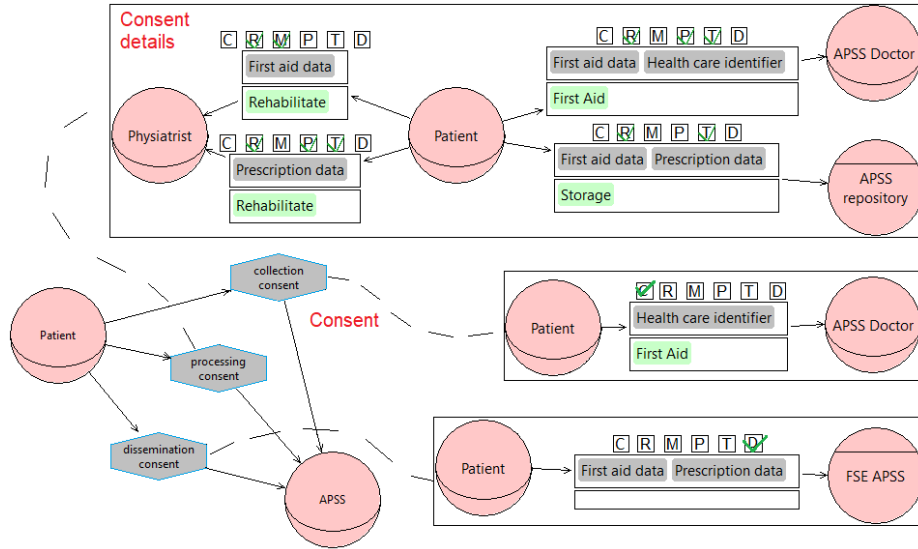 Consent
details
C R M P T D
First aid data
Rehabilitate
Physiatrist
C R M P T D
Prescription data
Rehabilitate
Patient
C R M P T D
First aid data Health care identifier
First Aid
APSS Doctor
C R M P T D
First aid data Prescription data
Storage
APSS
repository
Patient
collection
consent
Consent
processing
consent
dissemination
consent
APSS
Patient
C R M P T D
Health care identifier
First Aid
APSS Doctor
Patient
C R M P T D
First aid data Prescription data
FSE APSS